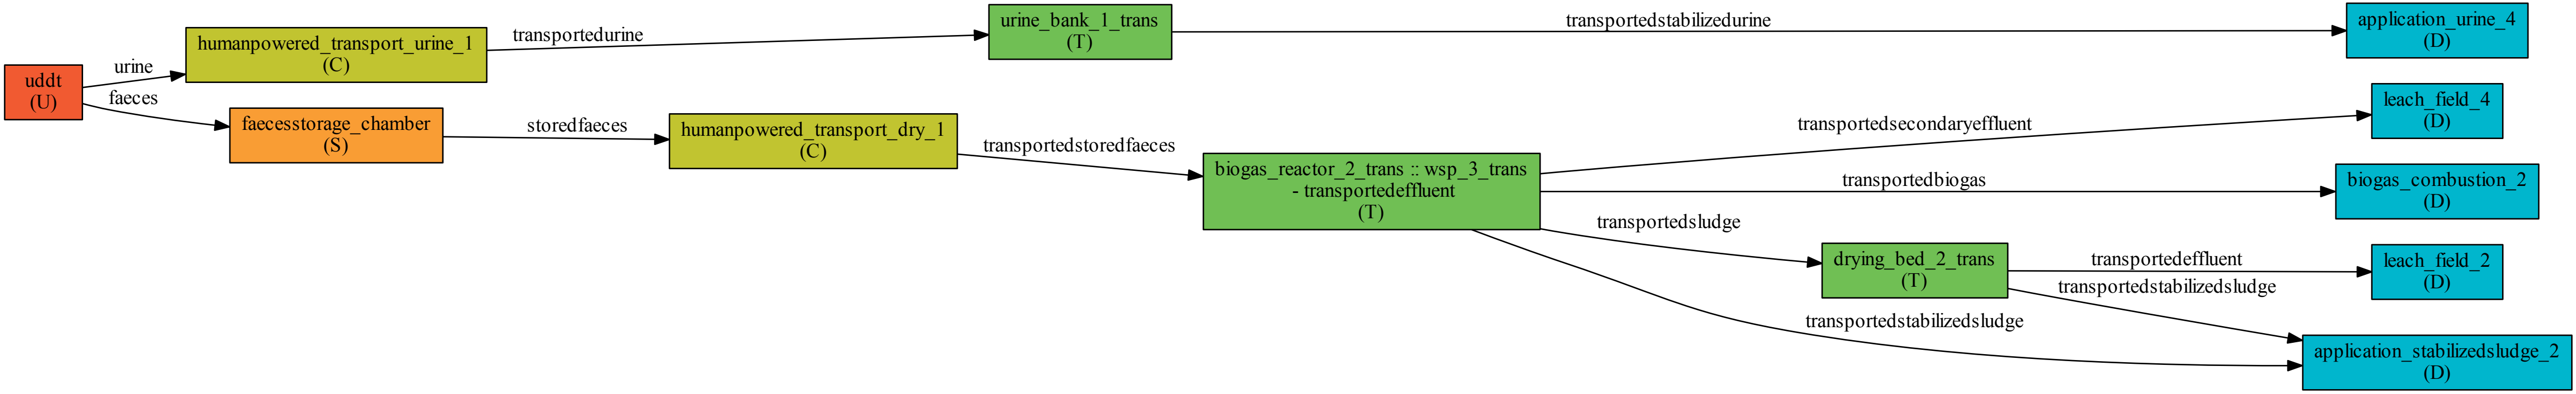 uddt
(U)
urine
faeces
humanpowered_transport_urine_1
(C)
transportedurine
urine_bank_1_trans
(T)
transportedstabilizedurine
application_urine_4
(D)
faecesstorage_chamber
(S)
storedfaeces
humanpowered_transport_dry_1
(C)
transportedstoredfaeces
biogas_reactor_2_trans :: wsp_3_trans
- transportedeffluent
(T)
transportedsecondaryeffluent
leach_field_4
(D)
transportedbiogas
biogas_combustion_2
(D)
transportedsludge
drying_bed_2_trans
(T)
transportedeffluent
leach_field_2
(D)
transportedstabilizedsludge
transportedstabilizedsludge
application_stabilizedsludge_2
(D)